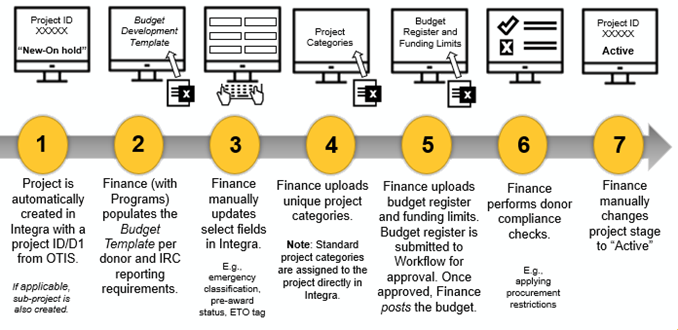 Project ID
XXXXX
"New-On hold"
Budget
Development
Template
X
Project
Categories
X
Budget
Register and
Funding Limits
X
Project ID
XXXXX
Active
1
2
3
4
5
6
7
Project is
automatically
created in
Integra with a
project ID/D1
from OTIS.
If applicable,
sub-project is
also created.
Finance (with
Programs)
populates the
Budget
Template per
donor and IRC
reporting
requirements.
Finance
manually
updates
select fields
in Integra.
E.g.,
emergency
classification,
pre-award
status, ETO tag
Finance uploads
unique project
categories.
Note: Standard
project categories
are assigned to the
project directly in
Integra.
Finance uploads
budget register
and funding limits.
Budget register is
submitted to
Workflow for
approval. Once
approved, Finance
posts the budget.
Finance
performs donor
compliance
checks.
E.g.,
applying
procurement
restrictions
Finance
manually
changes
project stage
to "Active"